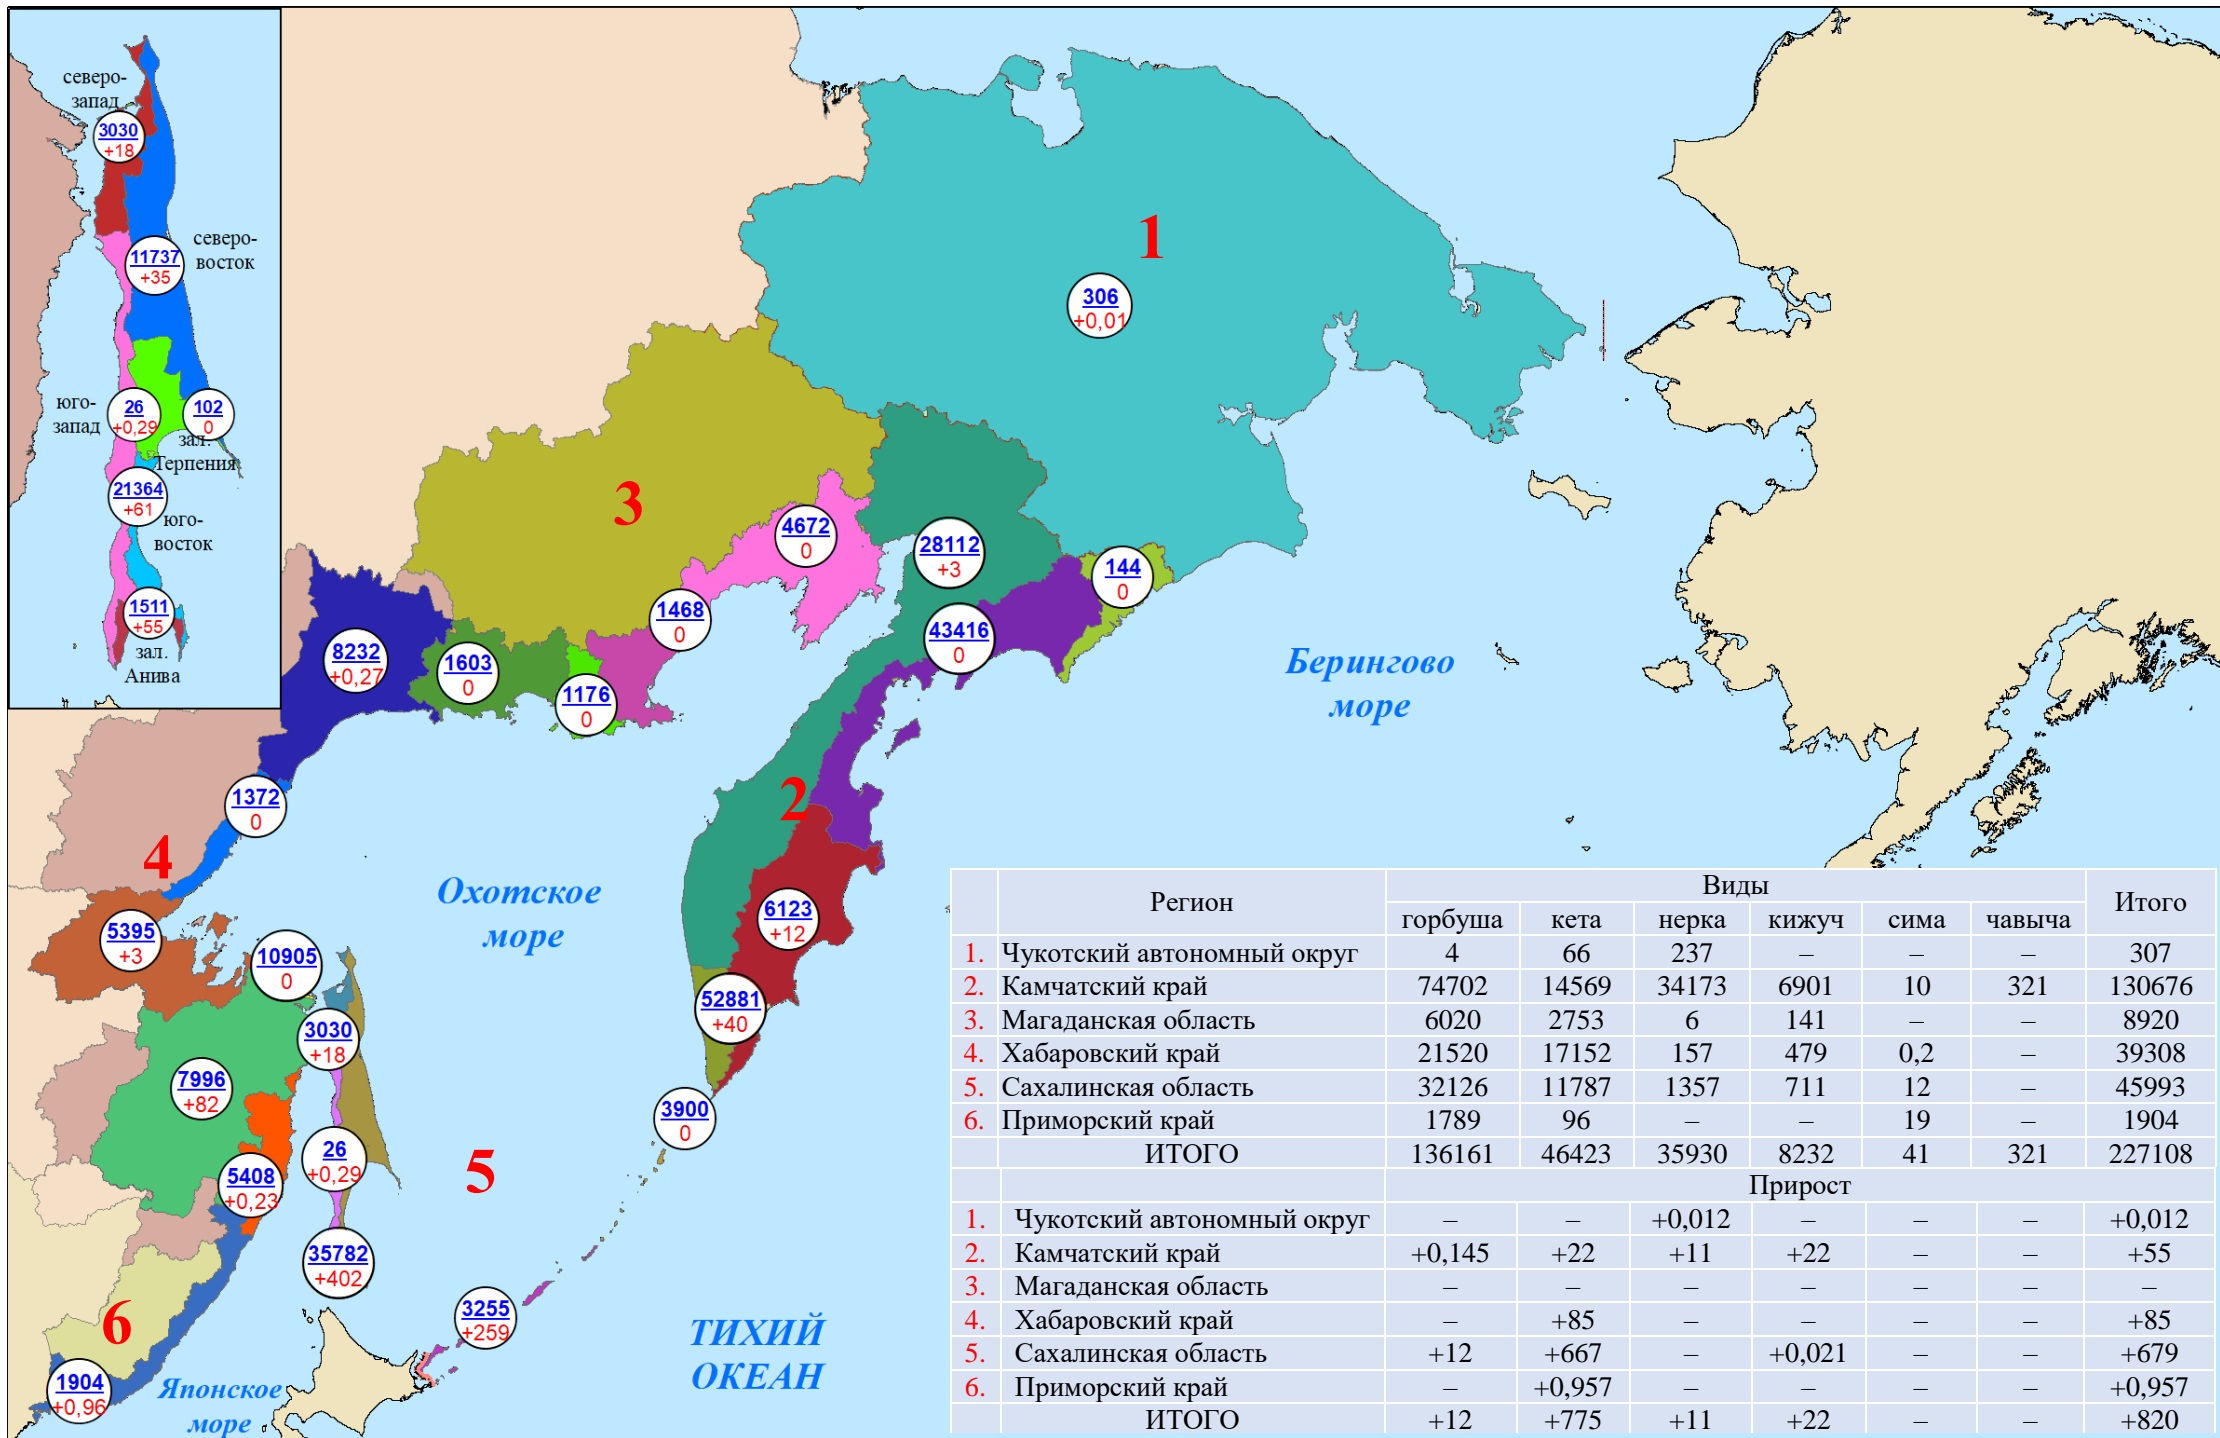 северо-
запад
3030
+18
северо-
восток
11737
+35
юго-
запад
26
+0,29
102
0
зал.
Терпения
21364
+61
юго-
восток
1511
+55
зал.
Анива
1
306
+0,01
3
4672
0
28112
+3
144
0
1468
0
43416
0
8232
+0,27
1603
0
1176
0
Берингово
море
1372
0
2
4
Охотское
море
6123
+12
5395
+3
10905
0
52881
+40
3030
+18
7996
+82
3900
0
26
+0,29
5
5408
+0,23
35782
+402
3255
+259
6
ТИХИЙ
ОКЕАН
1904
+0,96
Японское
море
Регион Виды Итого
горбуша кета нерка кижуч сима чавыча
1. Чукотский автономный округ 4 66 237 – – – 307
2. Камчатский край 74702 14569 34173 6901 10 321 130676
3. Магаданская область 6020 2753 6 141 – – 8920
4. Хабаровский край 21520 17152 157 479 0,2 – 39308
5. Сахалинская область 32126 11787 1357 711 12 – 45993
6. Приморский край 1789 96 – – 19 – 1904
ИТОГО 136161 46423 35930 8232 41 321 227108
Прирост
1. Чукотский автономный округ – – +0,012 – – – +0,012
2. Камчатский край +0,145 +22 +11 +22 – – +55
3. Магаданская область – – – – – – –
4. Хабаровский край – +85 – – – – +85
5. Сахалинская область +12 +667 – +0,021 – – +679
6. Приморский край – +0,957 – – – – +0,957
ИТОГО +12 +775 +11 +22 – – +820